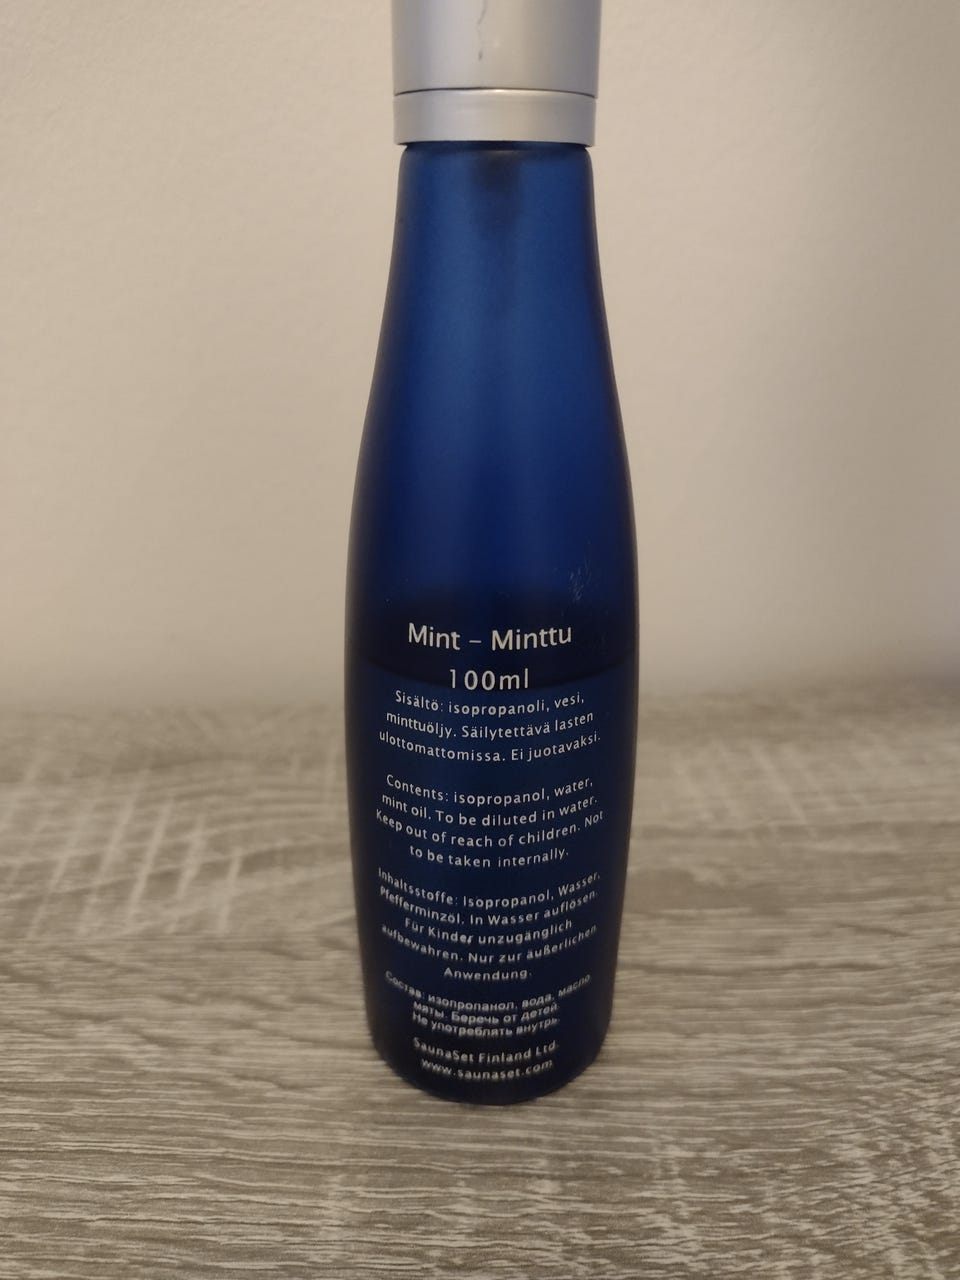 Mint – Minttu
100ml
Sisältö: isopropanoli, vesi,
minttuöljy. Säilytettävä lasten
ulottomattomissa. Ei juotavaksi.
Contents: isopropanol, water,
mint oil. To be diluted in water.
Keep out of reach of children. Not
to be taken internally.
Inhaltsstoffe: Isopropanol, Wasser,
Pfefferminzöl. In Wasser auflösen.
Für Kinder unzugänglich
aufbewahren. Nur zur äußerlichen
Anwendung.
Состав: изопропанол, вода, масло
мяты. Беречь от детей.
Не употреблять внутрь.
SaunaSet Finland Ltd.
www.saunaset.com